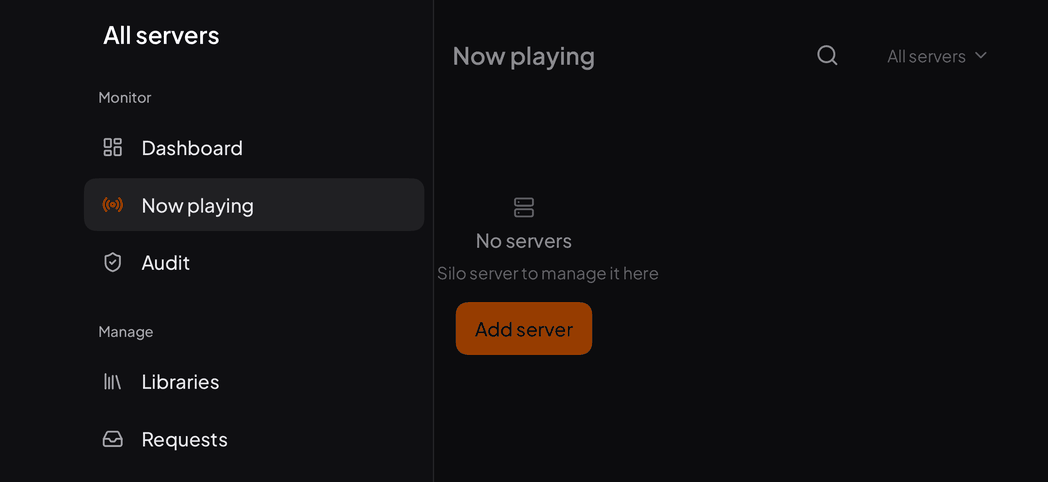 All servers
Monitor
Dashboard
Now playing
Audit
Manage
Libraries
Requests
Now playing
All servers
No servers
Silo server to manage it here
Add server